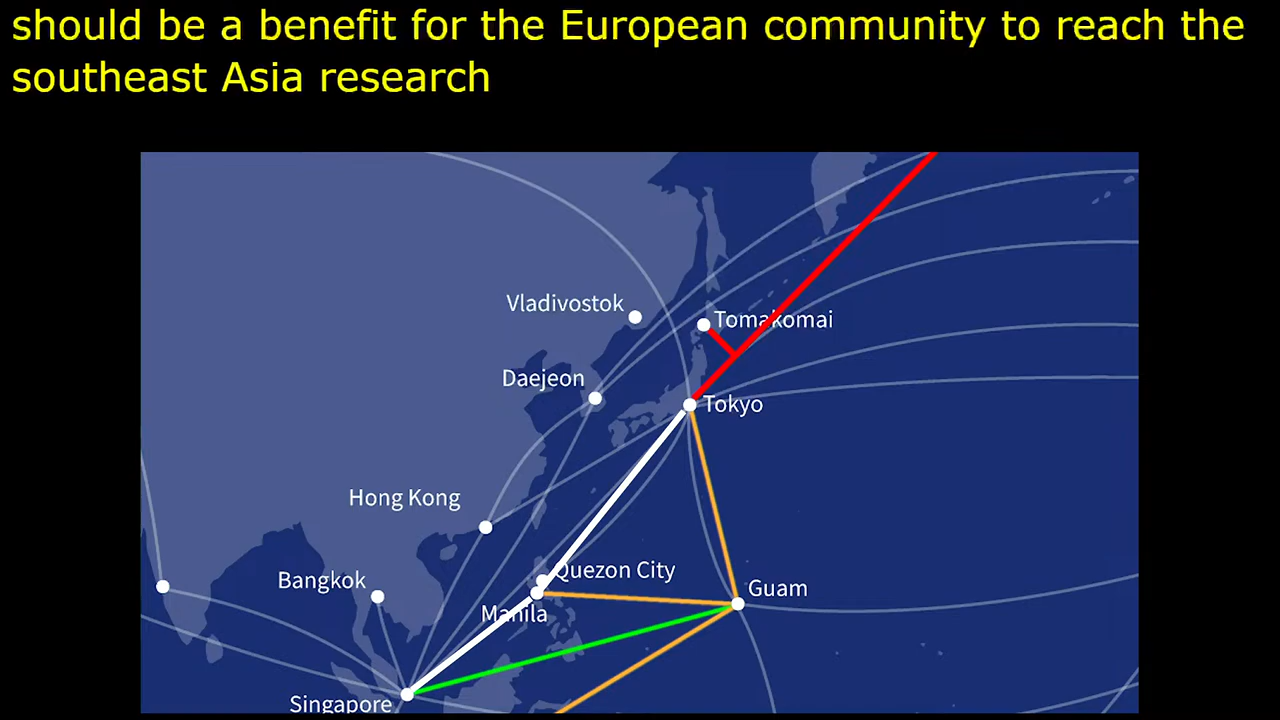 should be a benefit for the European community to reach the
southeast Asia research
Vladivostok
Tomakomai
Daejeon
Tokyo
Hong Kong
Quezon City
Bangkok
Guam
Manila
Singapore